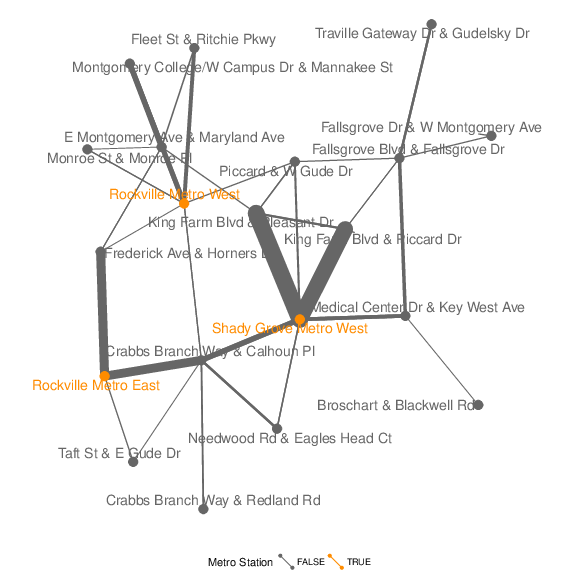 Traville Gateway Dr & Gudelsky Dr
Fleet St & Ritchie Pkwy
Montgomery College/W Campus Dr & Mannakee St
Fallsgrove Dr & W Montgomery Ave
E Montgomery Ave & Maryland Ave
Fallsgrove Blvd & Fallsgrove Dr
Monroe St & Monroe Pl
Piccard & W Gude Dr
Rockville Metro West
King Farm Blvd & Pleasant Dr
King Farm Blvd & Piccard Dr
Frederick Ave & Horners L
Medical Center Dr & Key West Ave
Shady Grove Metro West
Crabbs Branch Way & Calhoun Pl
Rockville Metro East
Broschart & Blackwell Rd
Needwood Rd & Eagles Head Ct
Taft St & E Gude Dr
Crabbs Branch Way & Redland Rd
Metro Station FALSE TRUE